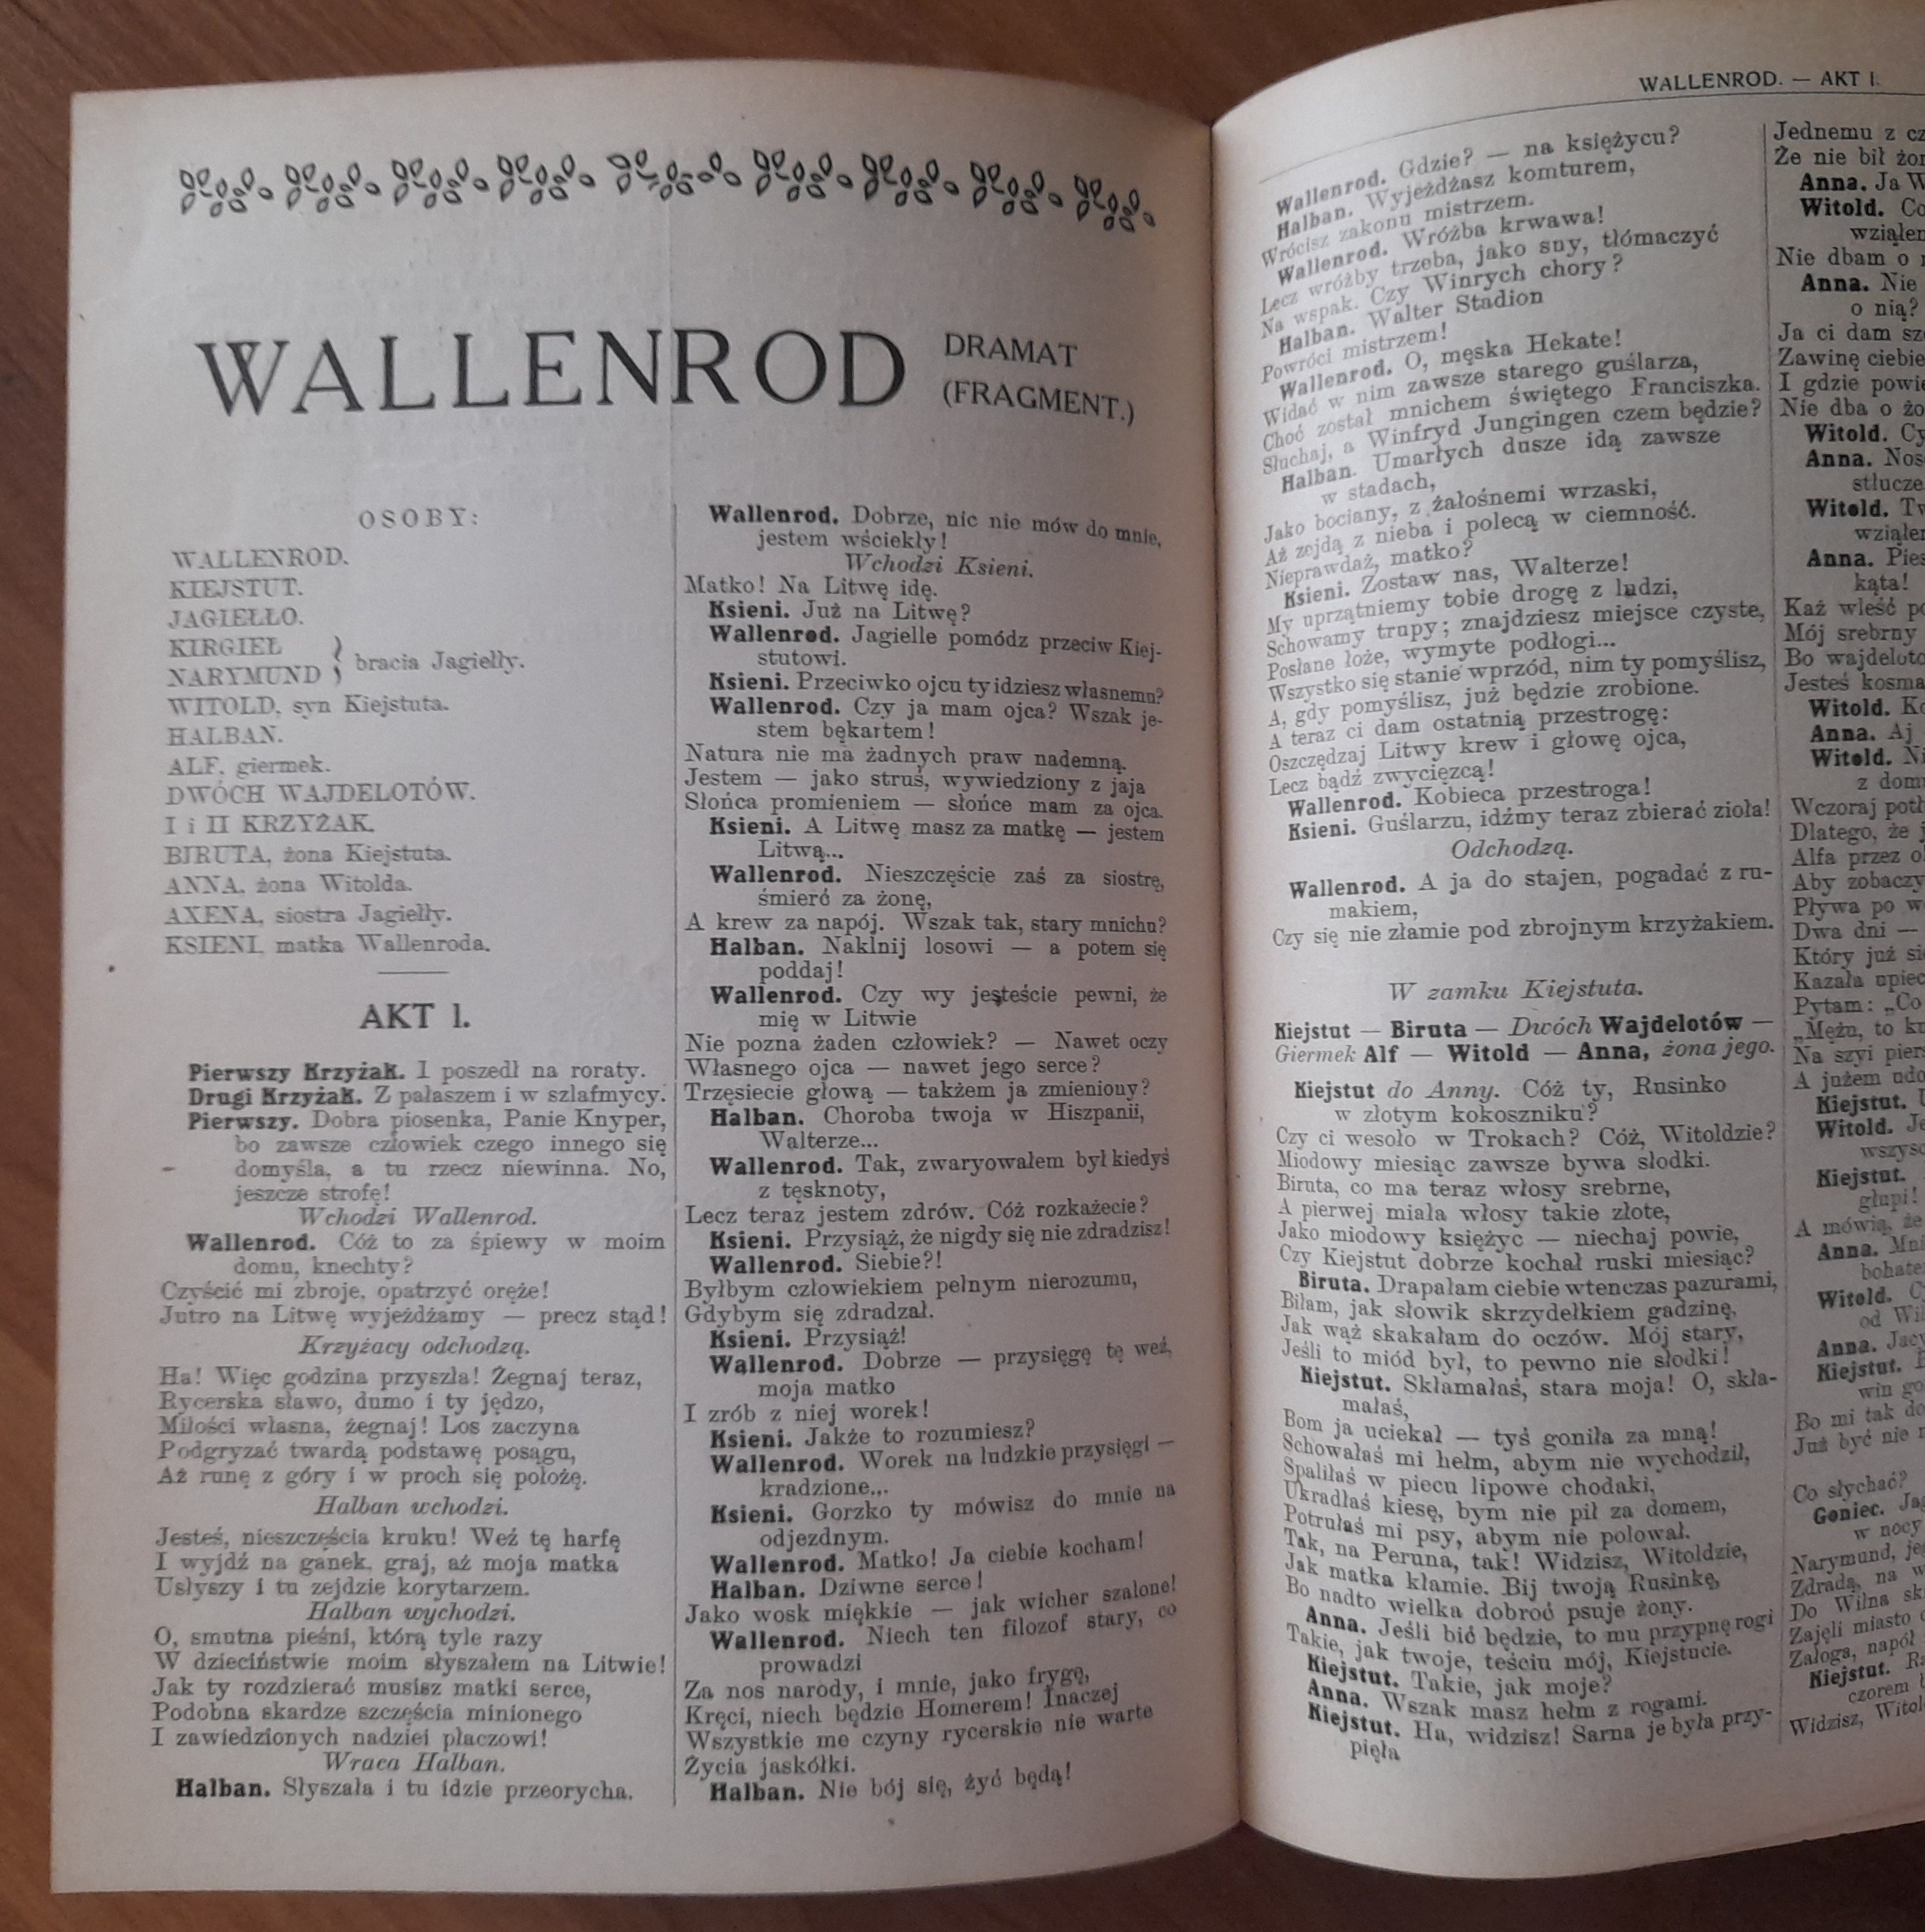 WALLENROD DRAMAT
(FRAGMENT.)
OSOBY:
WALLENROD.
KIEJSTUT.
JAGIEŁŁO.
KIRGIEŁ
NARYMUND } bracia Jagiełły.
WITOLD, syn Kiejstuta.
HALBAN.
ALF, giermek.
DWÓCH WAJDELOTÓW.
I i II KRZYŻAK.
BIRUTA, żona Kiejstuta.
ANNA, żona Witolda.
AXENA, siostra Jagiełły.
KSIENI, matka Wallenroda.
AKT I.
Pierwszy Krzyżak. I poszedł na roraty.
Drugi Krzyżak. Z pałaszem i w szlafmycy.
Pierwszy. Dobra piosenka, Panie Knyper,
bo zawsze człowiek czego innego się
domyśla, a tu rzecz niewinna. No,
jeszcze strofę!
Wchodzi Wallenrod.
Wallenrod. Cóż to za śpiewy w moim
domu, knechty?
Czyścić mi zbroje, opatrzyć oręże!
Jutro na Litwę wyjeżdżamy — precz stąd!
Krzyżacy odchodzą.
Ha! Więc godzina przyszła! Żegnaj teraz,
Rycerska sławo, dumo i ty jędzo,
Miłości własna, żegnaj! Los zaczyna
Podgryzać twardą podstawę posągu,
Aż runę z góry i w proch się położę.
Halban wchodzi.
Jesteś, nieszczęścia kruku! Weź tę harfę
I wyjdź na ganek, graj, aż moja matka
Usłyszy i tu zejdzie korytarzem.
Halban wychodzi.
O, smutna pieśni, którą tyle razy
W dzieciństwie moim słyszałem na Litwie!
Jak ty rozdzierać musisz matki serce,
Podobna skardze szczęścia minionego
I zawiedzionych nadziei płaczowi!
Wraca Halban.
Halban. Słyszała i tu idzie przeorycha.
Wallenrod. Dobrze, nic nie mów do mnie,
jestem wściekły!
Wchodzi Ksieni.
Matko! Na Litwę idę.
Ksieni. Już na Litwę?
Wallenrod. Jagielle pomódz przeciw Kiej-
stutowi.
Ksieni. Przeciwko ojcu ty idziesz własnemu?
Wallenrod. Czy ja mam ojca? Wszak je-
stem bękartem!
Natura nie ma żadnych praw nademną.
Jestem — jako struś, wywiedziony z jaja
Słońca promieniem — słońce mam za ojca.
Ksieni. A Litwę masz za matkę — jestem
Litwą...
Wallenrod. Nieszczęście zaś za siostrę,
śmierć za żonę,
A krew za napój. Wszak tak, stary mnichu?
Halban. Naklnij losowi — a potem się
poddaj!
Wallenrod. Czy wy jesteście pewni, że
mię w Litwie
Nie pozna żaden człowiek? — Nawet oczy
Własnego ojca — nawet jego serce?
Trzęsiecie głową — takżem ja zmieniony?
Halban. Choroba twoja w Hiszpanii,
Walterze...
Wallenrod. Tak, zwaryowałem był kiedyś
z tęsknoty,
Lecz teraz jestem zdrów. Cóż rozkażecie?
Ksieni. Przysiąż, że nigdy się nie zdradzisz!
Wallenrod. Siebie?!
Byłbym człowiekiem pełnym nierozumu,
Gdybym się zdradzał.
Ksieni. Przysiąż!
Wallenrod. Dobrze — przysięgę tę weź,
moja matko
I zrób z niej worek!
Ksieni. Jakże to rozumiesz?
Wallenrod. Worek na ludzkie przysięgi —
kradzione...
Ksieni. Gorzko ty mówisz do mnie na
odjezdnym.
Wallenrod. Matko! Ja ciebie kocham!
Halban. Dziwne serce!
Jako wosk miękkie — jak wicher szalone!
Wallenrod. Niech ten filozof stary, co
prowadzi
Za nos narody, i mnie, jako frygę,
Kręci, niech będzie Homerem! Inaczej
Wszystkie me czyny rycerskie nie warte
Życia jaskółki.
Halban. Nie bój się, żyć będą!
WALLENROD. — AKT I.
Wallenrod. Gdzie? — na księżycu?
Halban. Wyjeżdżasz komturem,
Wrócisz zakonu mistrzem.
Wallenrod. Wróżba krwawa!
Lecz wróżby trzeba, jako sny, tłómaczyć
Na wspak. Czy Winrych chory?
Halban. Walter Stadion
Powróci mistrzem!
Wallenrod. O, męska Hekate!
Widać w nim zawsze starego guślarza,
Choć został mnichem świętego Franciszka.
Słuchaj, a Winfryd Jungingen czem będzie?
Halban. Umarłych dusze idą zawsze
w stadach,
Jako bociany, z żałośnemi wrzaski,
Aż zejdą z nieba i polecą w ciemność.
Nieprawdaż, matko?
Ksieni. Zostaw nas, Walterze!
My uprzątniemy tobie drogę z ludzi,
Schowamy trupy; znajdziesz miejsce czyste,
Posłane łoże, wymyte podłogi...
Wszystko się stanie wprzód, nim ty pomyślisz,
A, gdy pomyślisz, już będzie zrobione.
A teraz ci dam ostatnią przestrogę:
Oszczędzaj Litwy krew i głowę ojca,
Lecz bądź zwycięzcą!
Wallenrod. Kobieca przestroga!
Ksieni. Guślarzu, idźmy teraz zbierać zioła!
Odchodzą.
Wallenrod. A ja do stajen, pogadać z ru-
makiem,
Czy się nie złamie pod zbrojnym krzyżakiem.
W zamku Kiejstuta.
Kiejstut — Biruta — Dwóch Wajdelotów —
Giermek Alf — Witold — Anna, żona jego.
Kiejstut do Anny. Cóż ty, Rusinko
w złotym kokoszniku?
Czy ci wesoło w Trokach? Cóż, Witoldzie?
Miodowy miesiąc zawsze bywa słodki.
Biruta, co ma teraz włosy srebrne,
A pierwej miała włosy takie złote,
Jako miodowy księżyc — niechaj powie,
Czy Kiejstut dobrze kochał ruski miesiąc?
Biruta. Drapałam ciebie wtenczas pazurami,
Biłam, jak słowik skrzydełkiem gadzinę,
Jak wąż skakałam do oczów. Mój stary,
Jeśli to miód był, to pewno nie słodki!
Kiejstut. Skłamałaś, stara moja! O, skła-
małaś,
Bom ja uciekał — tyś goniła za mną!
Schowałaś mi hełm, abym nie wychodził,
Spaliłaś w piecu lipowe chodaki,
Ukradłaś kiesę, bym nie pił za domem,
Potrułaś mi psy, abym nie polował.
Tak, na Peruna, tak! Widzisz, Witoldzie,
Jak matka kłamie. Bij twoją Rusinkę,
Bo nadto wielka dobroć psuje żony.
Anna. Jeśli bić będzie, to mu przypnę rogi
Takie, jak twoje, teściu mój, Kiejstucie.
Kiejstut. Takie, jak moje?
Anna. Wszak masz hełm z rogami.
Kiejstut. Ha, widzisz! Sarna je była przy-
pięła
Jednemu z
Że nie bił
Anna. Ja
Witold.
wziąłem
Nie dbam o
Anna. Nie
o nią?
Ja ci dam
Zawinę ciebie
I gdzie
Nie dba o
Witold.
Anna.
Witold.
Anna.
kąta!
Każ wleść
Mój srebrny
Bo
Jesteś
Witold.
Anna. Aj
Witold.
z
Wczoraj
Dlatego, że
Alfa przez
Aby
Pływa po
Dwa dni —
Który już
Kazała
Pytam: „Co
„Mężu, to
Na szyi
A jużem
Kiejstut.
Witold.
Kiejstut.
głupi!
A mówią, że
Anna.
Witold.
od
Anna.
Kiejstut.
win
Bo mi tak
Już być nie
Co słychać?
Goniec.
w nocy
Narymund,
Zdradą, na
Do Wilna
Zajęli miasto
Załoga, napół
Kiejstut.
czorem
Widzisz,